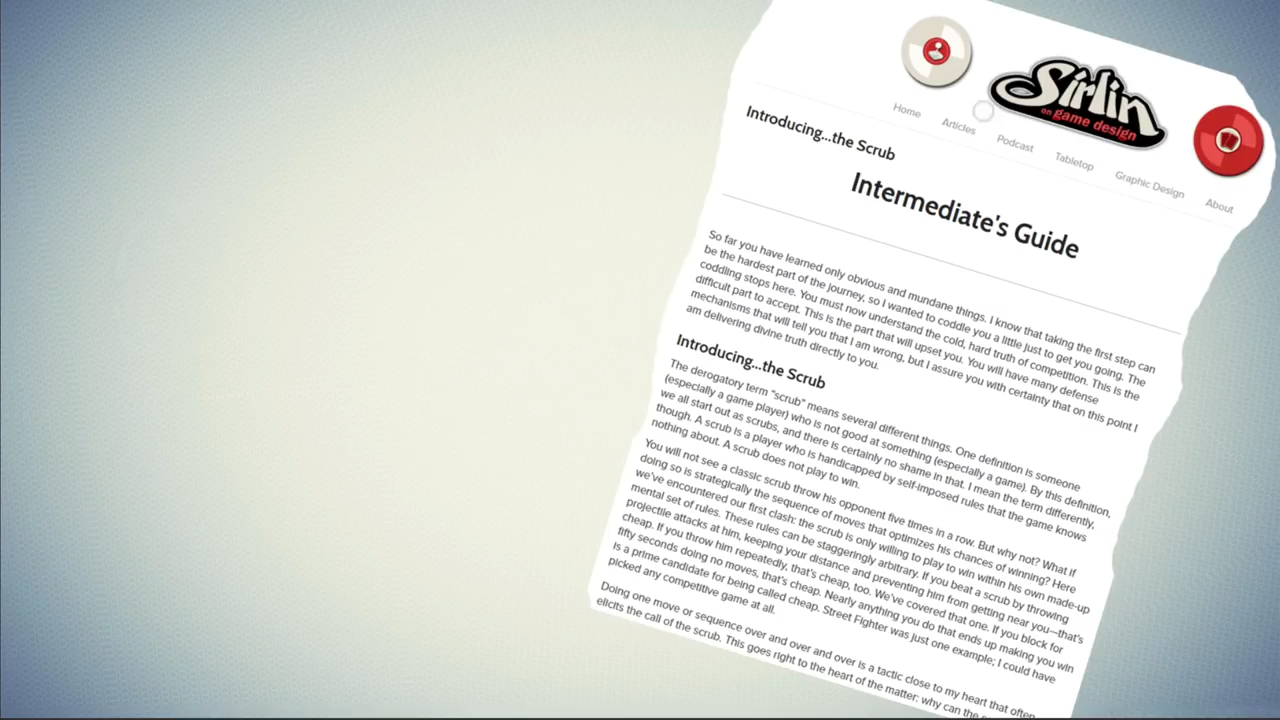 Sirlin
on game design
Home Articles Podcast Tabletop Graphic Design About
Introducing...the Scrub
Intermediate's Guide
So far you have learned only obvious and mundane things. I know that taking the first step can
be the hardest part of the journey, so I wanted to coddle you a little just to get you going. The
coddling stops here. You must now understand the cold, hard truth of competition. This is the
difficult part to accept. This is the part that will upset you. You will have many defense
mechanisms that will tell you that I am wrong, but I assure you with certainty that on this point I
am delivering divine truth directly to you.
Introducing...the Scrub
The derogatory term "scrub" means several different things. One definition is someone
(especially a game player) who is not good at something (especially a game). By this definition,
we all start out as scrubs, and there is certainly no shame in that. I mean the term differently,
though. A scrub is a player who is handicapped by self-imposed rules that the game knows
nothing about. A scrub does not play to win.
You will not see a classic scrub throw his opponent five times in a row. But why not? What if
doing so is strategically the sequence of moves that optimizes his chances of winning? Here
we've encountered our first clash: the scrub is only willing to play to win within his own made-up
mental set of rules. These rules can be staggeringly arbitrary. If you beat a scrub by throwing
projectile attacks at him, keeping your distance and preventing him from getting near you—that's
cheap. If you throw him repeatedly, that's cheap, too. We've covered that one. If you block for
fifty seconds doing no moves, that's cheap. Nearly anything you do that ends up making you win
is a prime candidate for being called cheap. Street Fighter was just one example; I could have
picked any competitive game at all.
Doing one move or sequence over and over and over is a tactic close to my heart that often
elicits the call of the scrub. This goes right to the heart of the matter: why can the